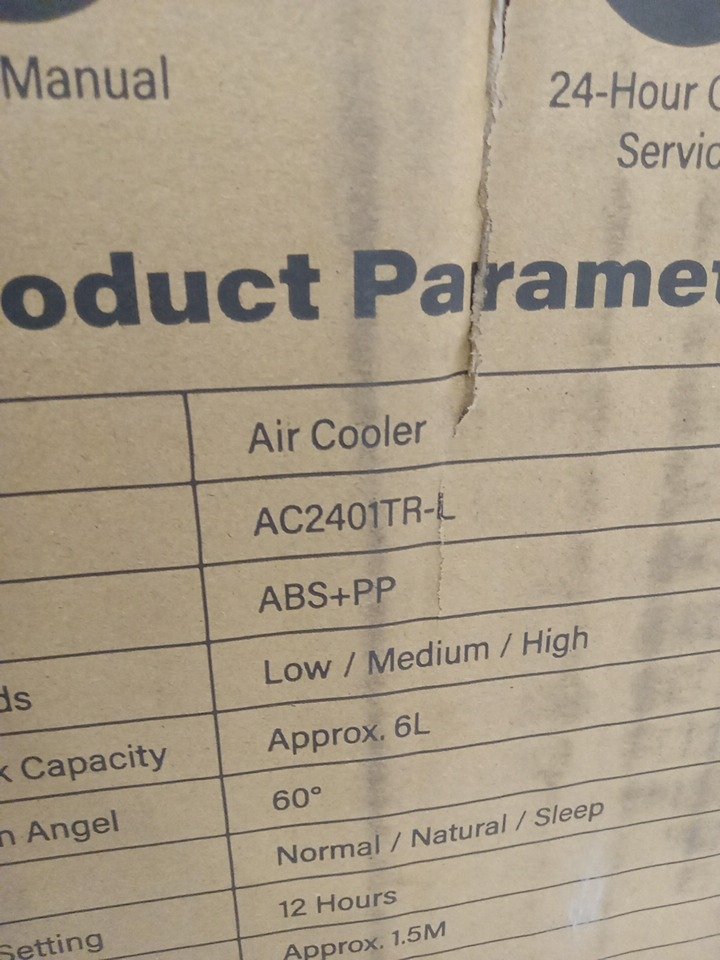 Manual
24-Hour
Servic
oduct Paramet
Air Cooler
AC2401TR-L
ABS+PP
ds Low / Medium / High
k Capacity Approx. 6L
n Angel 60°
Normal / Natural / Sleep
12 Hours
Setting Approx. 1.5M